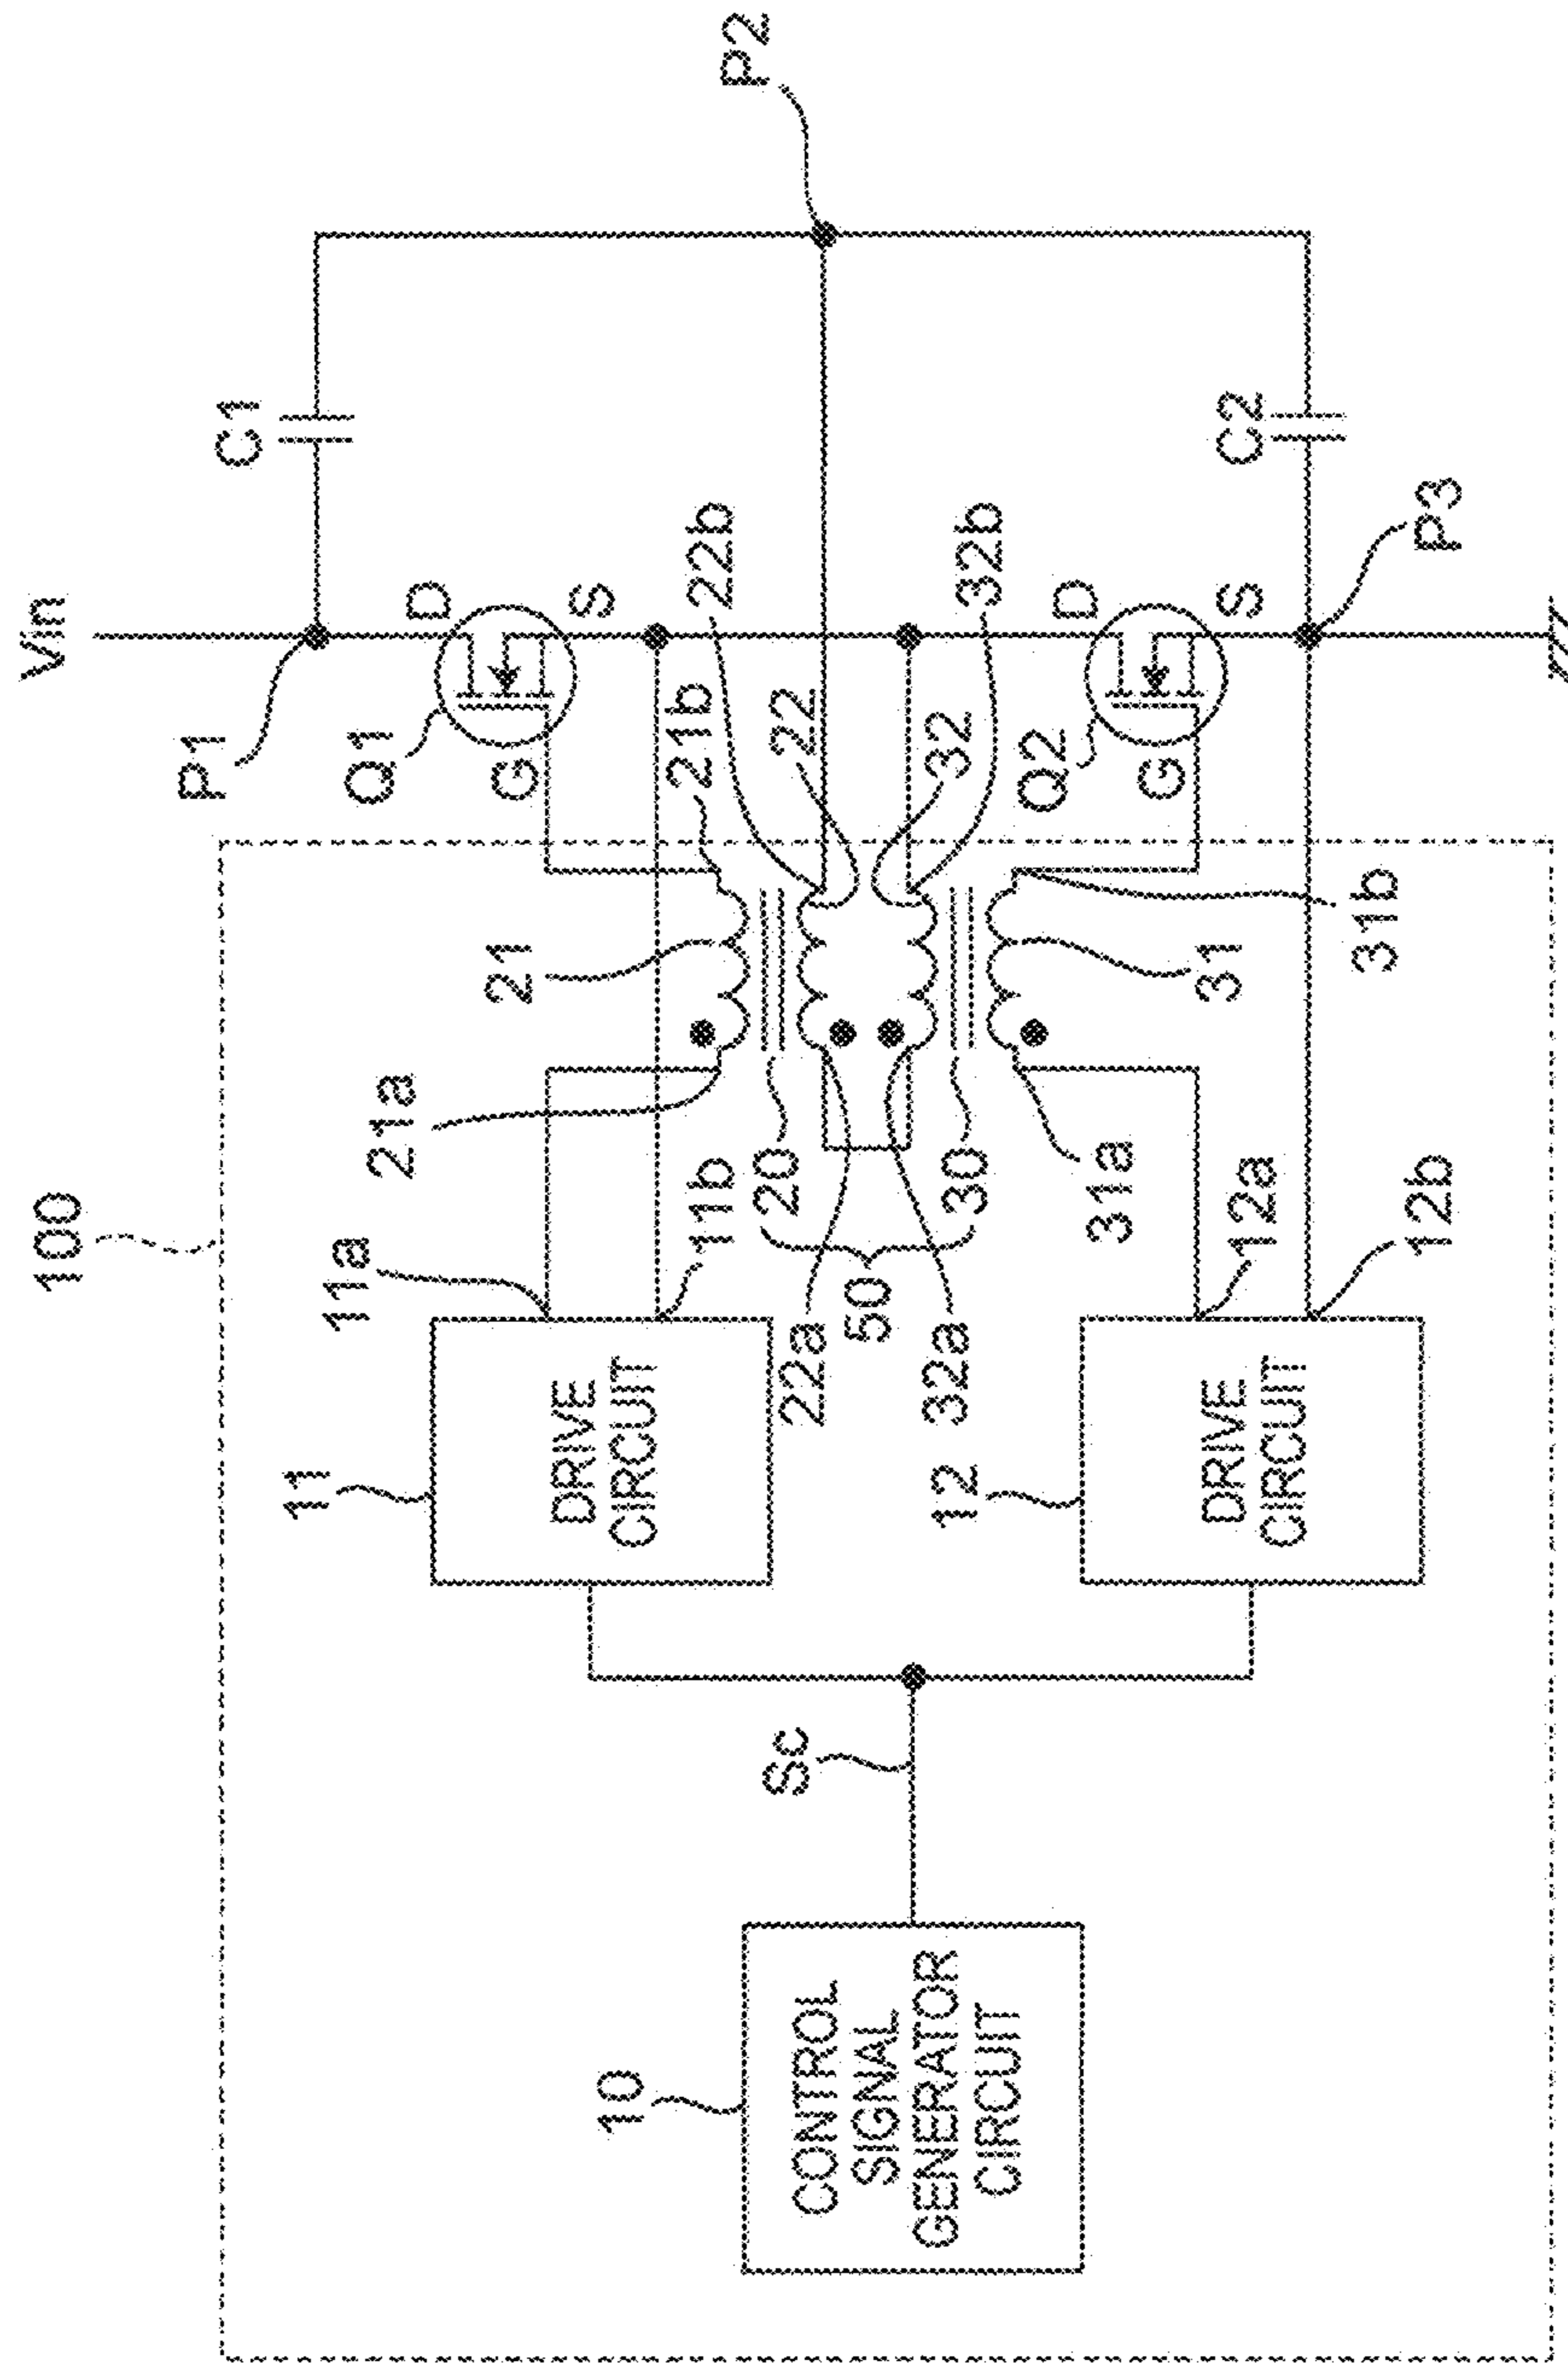 100
Vin
P1
C1
P2
11
11a
21a
21
Q1
G
D
S
DRIVE
CIRCUIT
11b
21b
22b
10
CONTROL
SIGNAL
GENERATOR
CIRCUIT
Sc
22a
20
22
50
32a
30
32
32b
12
31a
31
Q2
G
D
S
C2
DRIVE
CIRCUIT
12a
12b
31b
P3